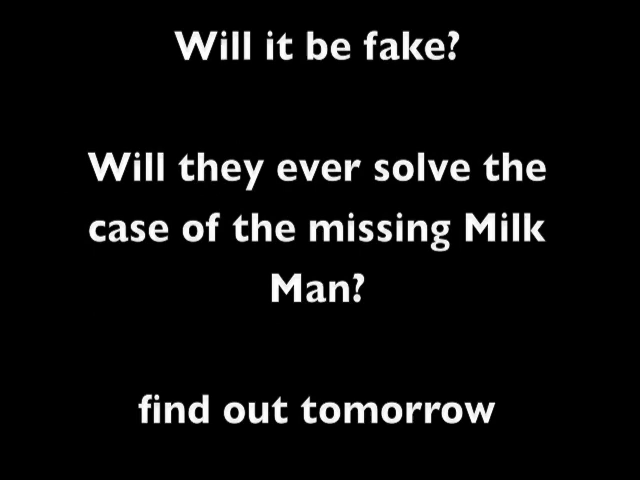 Will it be fake?
Will they ever solve the
case of the missing Milk
Man?
find out tomorrow